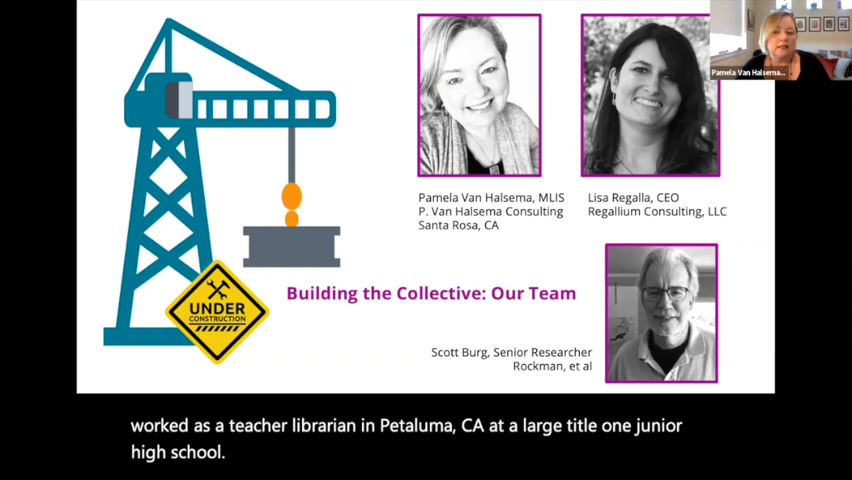 Pamela Van Halsema...
Pamela Van Halsema, MLIS
P. Van Halsema Consulting
Santa Rosa, CA
Lisa Regalla, CEO
Regallium Consulting, LLC
UNDER
CONSTRUCTION
Building the Collective: Our Team
Scott Burg, Senior Researcher
Rockman, et al
worked as a teacher librarian in Petaluma, CA at a large title one junior
high school.